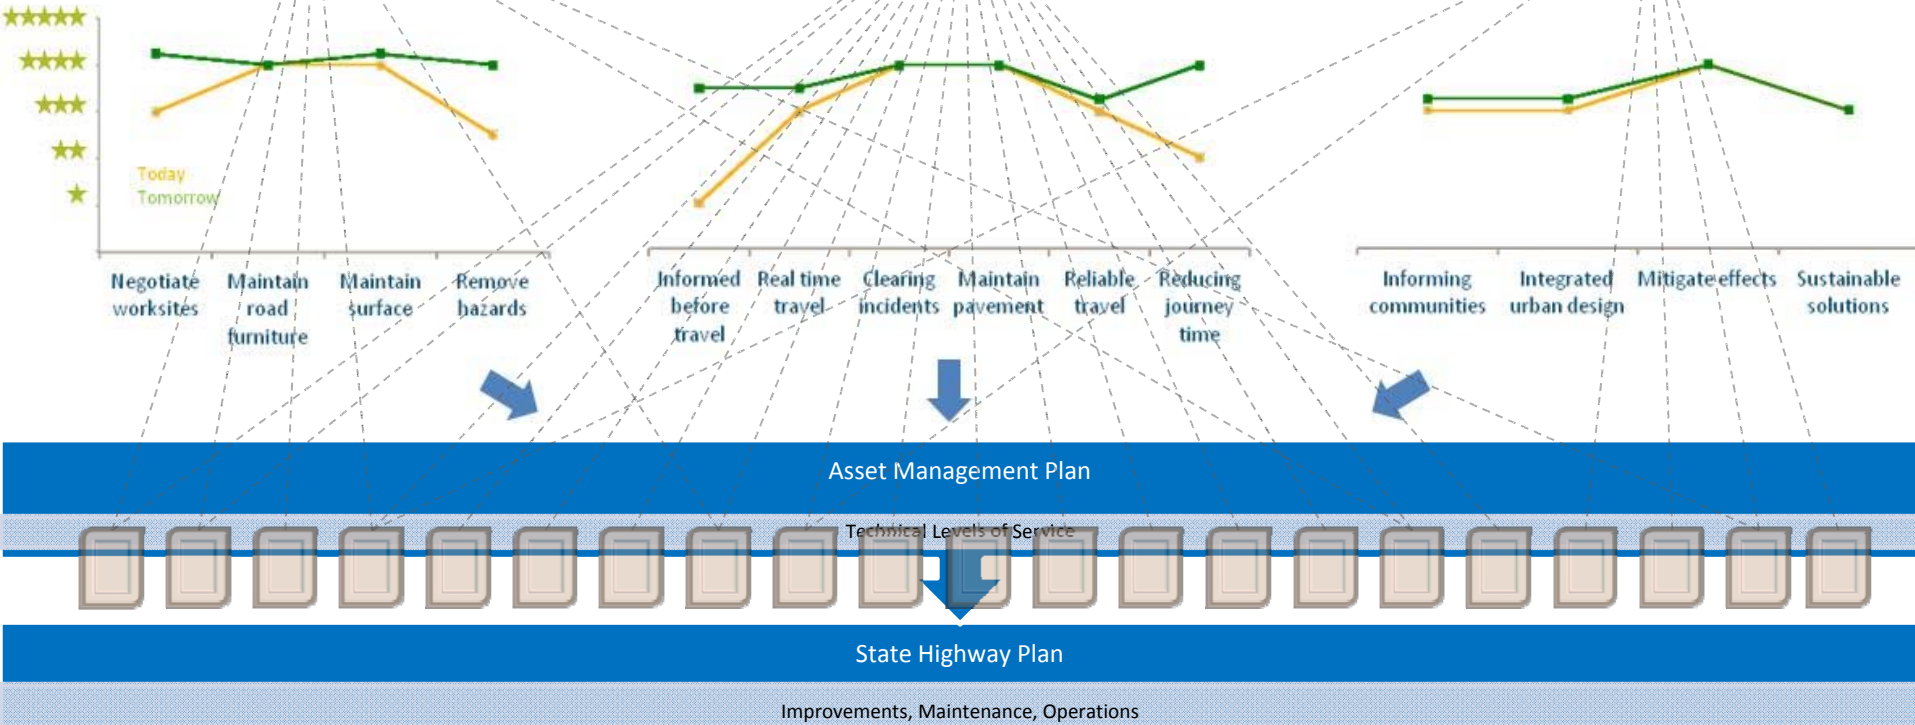 Today
Tomorrow
Negotiate
worksites
Maintain
road
furniture
Maintain
surface
Remove
hazards
Informed
before
travel
Real time
travel
Clearing
incidents
Maintain
pavement
Reliable
travel
Reducing
journey
time
Informing
communities
Integrated
urban design
Mitigate effects
Sustainable
solutions
Asset Management Plan
Technical Levels of Service
State Highway Plan
Improvements, Maintenance, Operations